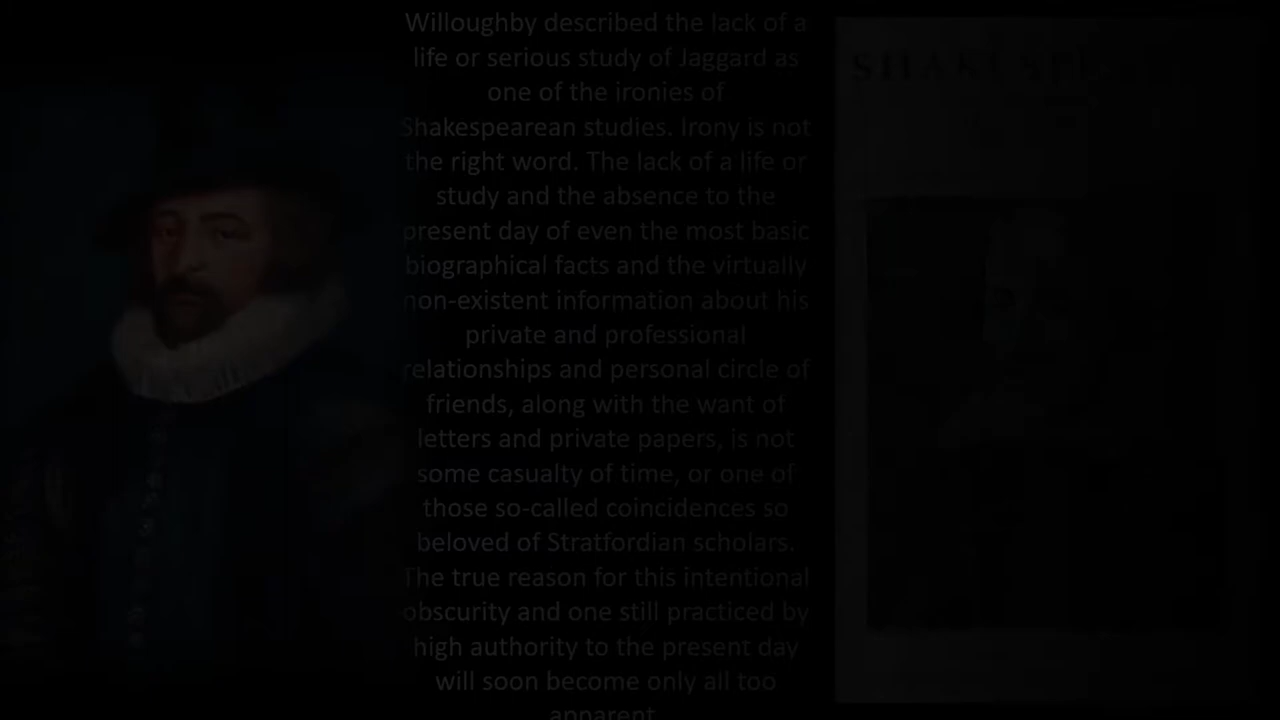 Willoughby described the lack of a
life or serious study of Jaggard as
one of the ironies of
Shakespearean studies. Irony is not
the right word. The lack of a life or
study and the absence to the
present day of even the most basic
biographical facts and the virtually
non-existent information about his
private and professional
relationships and personal circle of
friends, along with the want of
letters and private papers, is not
some casualty of time, or one of
those so-called coincidences so
beloved of Stratfordian scholars.
The true reason for this intentional
obscurity and one still practiced by
high authority to the present day
will soon become only all too
apparent.